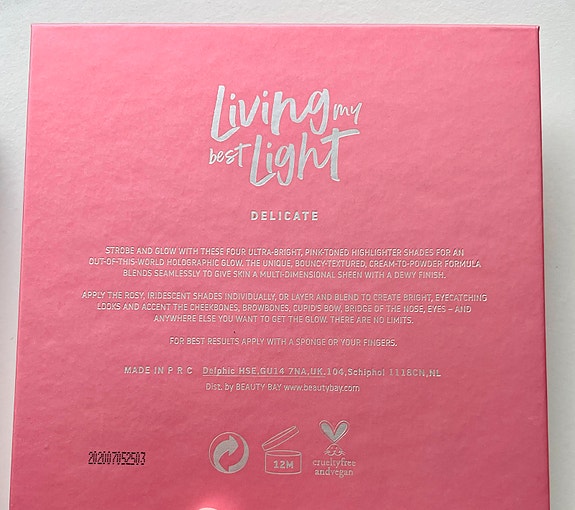 Living my
best Light
DELICATE
STROBE AND GLOW WITH THESE FOUR ULTRA-BRIGHT, PINK-TONED HIGHLIGHTER SHADES FOR AN
OUT-OF-THIS-WORLD HOLOGRAPHIC GLOW. THE UNIQUE, BOUNCY-TEXTURED, CREAM-TO-POWDER FORMULA
BLENDS SEAMLESSLY TO GIVE SKIN A MULTI-DIMENSIONAL SHEEN WITH A DEWY FINISH.
APPLY THE ROSY, IRIDESCENT SHADES INDIVIDUALLY, OR LAYER AND BLEND TO CREATE BRIGHT, EYECATCHING
LOOKS AND ACCENT THE CHEEKBONES, BROWBONES, CUPID'S BOW, BRIDGE OF THE NOSE, EYES – AND
ANYWHERE ELSE YOU WANT TO GET THE GLOW. THERE ARE NO LIMITS.
FOR BEST RESULTS APPLY WITH A SPONGE OR YOUR FINGERS.
MADE IN P R C Delphic HSE,GU14 7NA,UK.104,Schiphol 1118CN,NL
Dist. by BEAUTY BAY www.beautybay.com
202007052503
12M
crueltyfree
andvegan